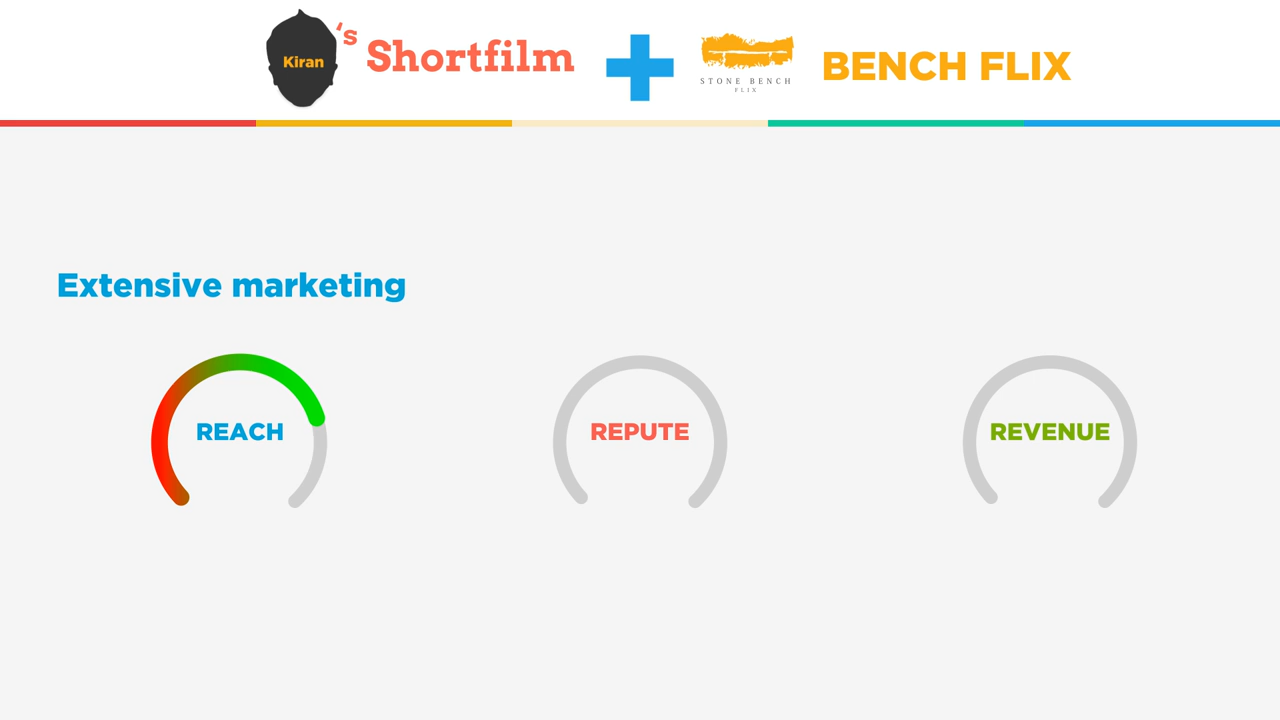 Kiran 's Shortfilm
STONE BENCH
FLIX
BENCH FLIX
Extensive marketing
REACH
REPUTE
REVENUE